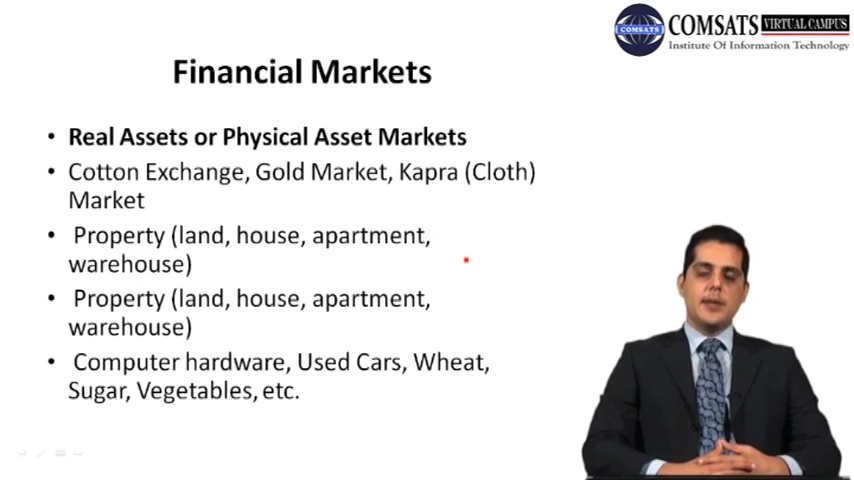 COMSATS
COMSATS VIRTUAL CAMPUS
Institute Of Information Technology
Financial Markets
• Real Assets or Physical Asset Markets
• Cotton Exchange, Gold Market, Kapra (Cloth)
Market
• Property (land, house, apartment,
warehouse)
• Property (land, house, apartment,
warehouse)
• Computer hardware, Used Cars, Wheat,
Sugar, Vegetables, etc.